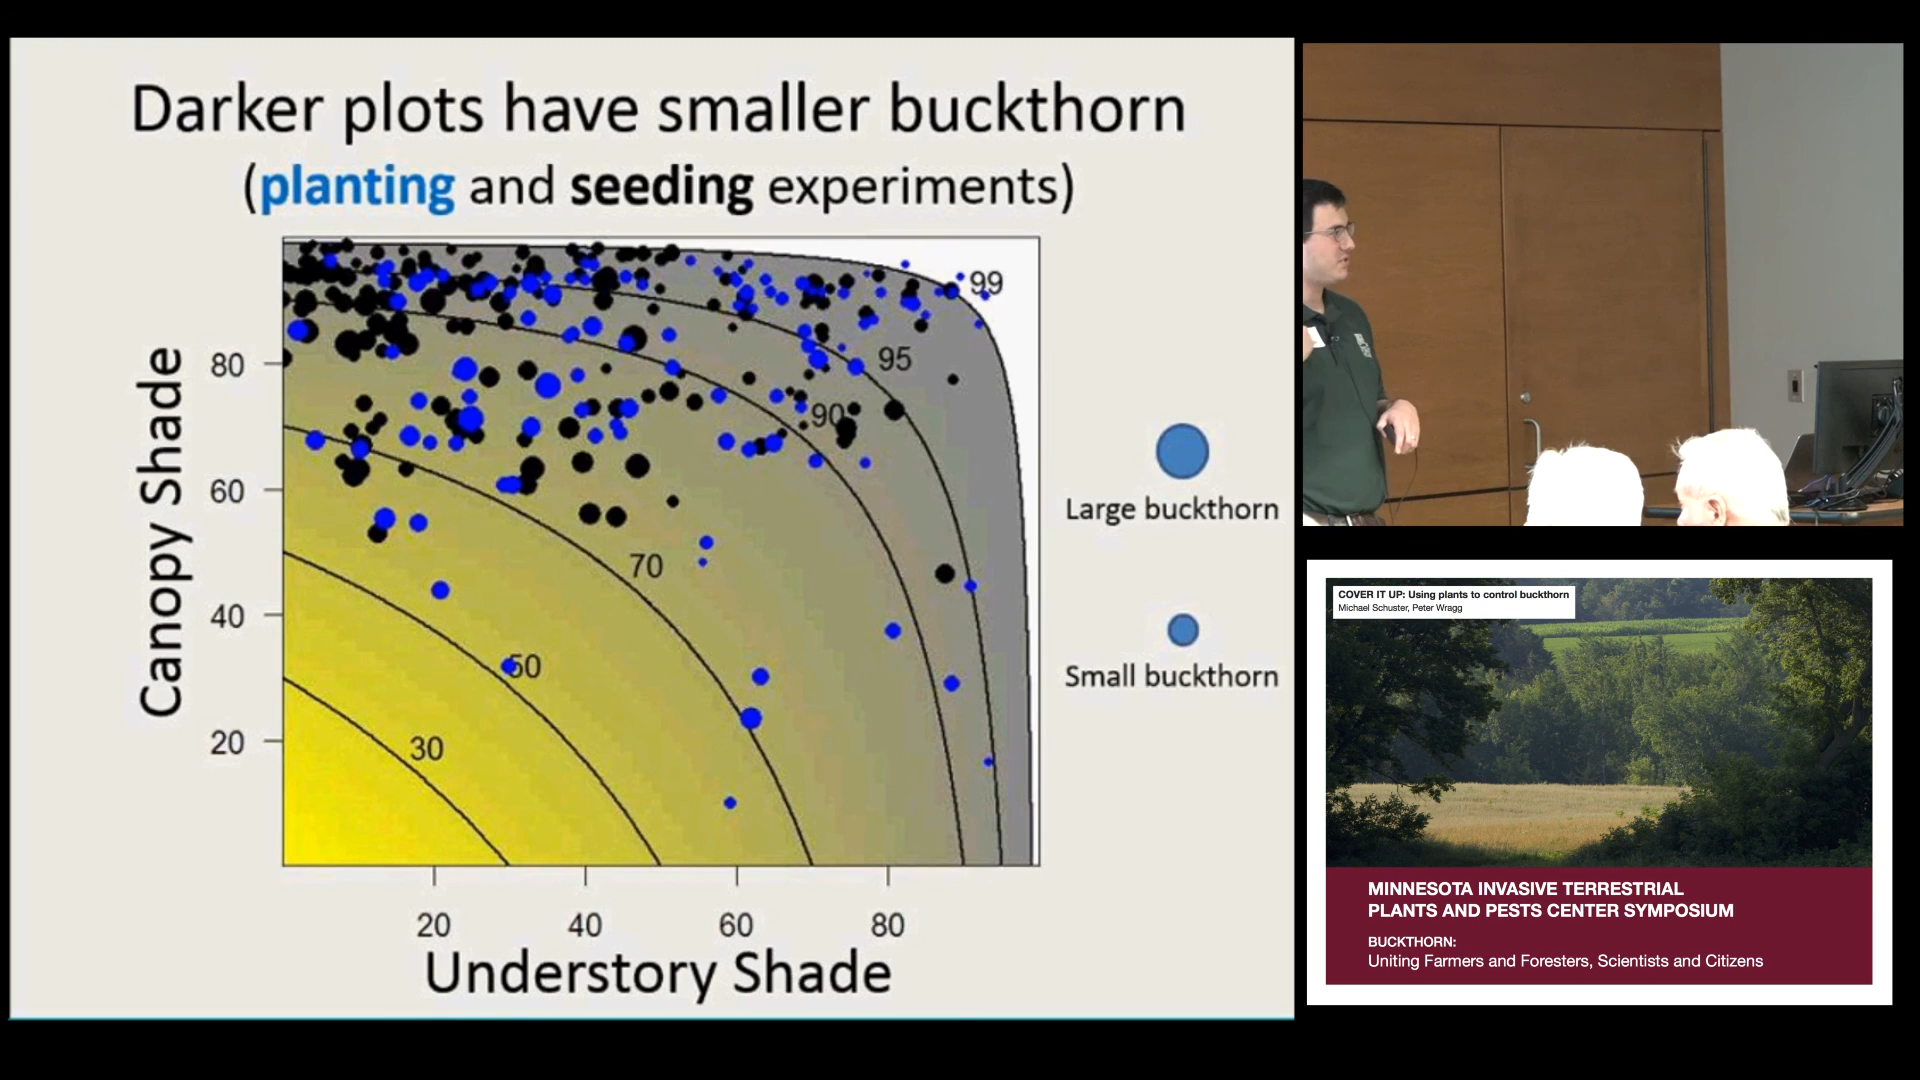 Darker plots have smaller buckthorn
(planting and seeding experiments)
Canopy Shade
80
60
40
20
99
95
90
70
50
30
20
40
60
80
Understory Shade
Large buckthorn
Small buckthorn
COVER IT UP: Using plants to control buckthorn
Michael Schuster, Peter Wragg
MINNESOTA INVASIVE TERRESTRIAL
PLANTS AND PESTS CENTER SYMPOSIUM
BUCKTHORN:
Uniting Farmers and Foresters, Scientists and Citizens